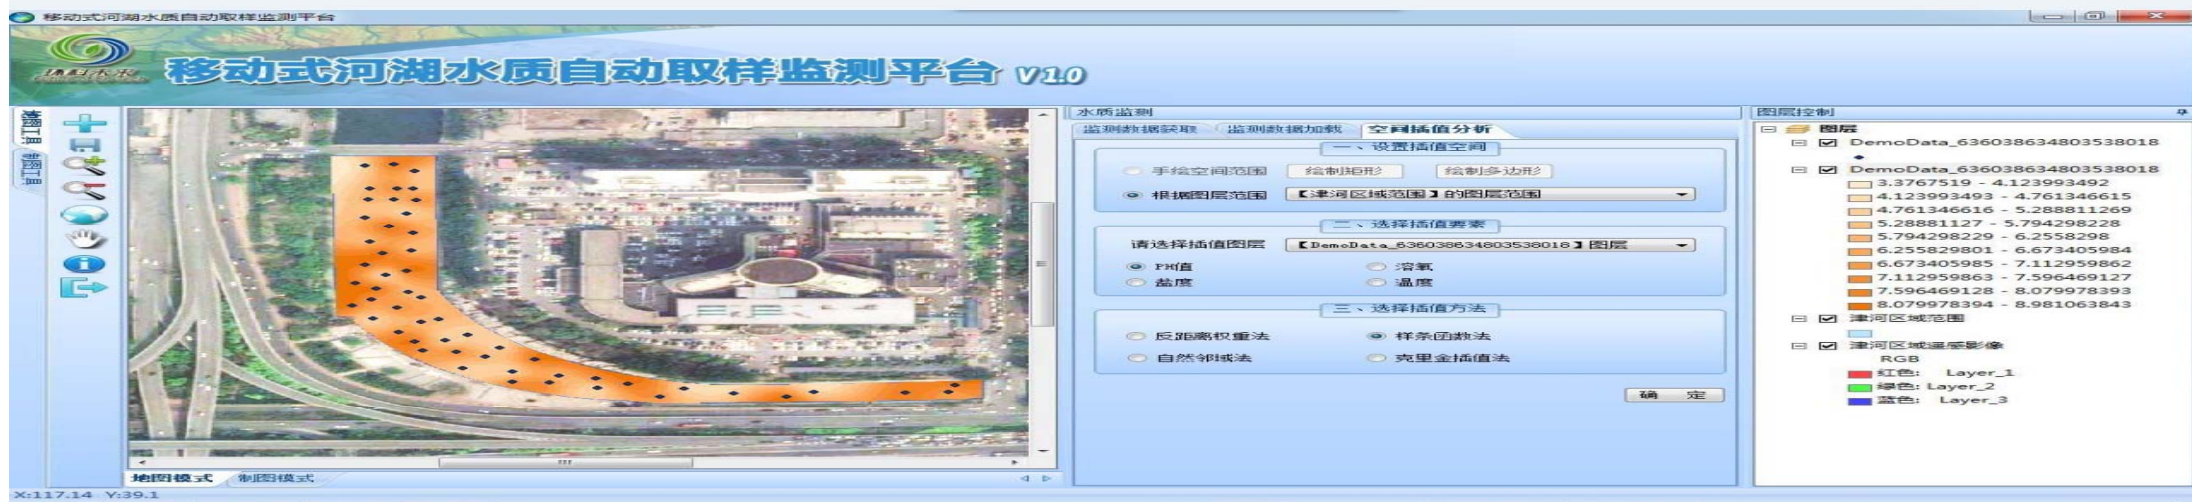 移动式河湖水质自动取样监测平台
移动式河湖水质自动取样监测平台 V1.0
水质监测
监测数据获取 监测数据加载 空间插值分析
一、设置插值空间
手绘空间范围 绘制矩形 绘制多边形
根据图层范围 【津河区域范围】的图层范围
二、选择插值要素
请选择插值图层 【DemoData_636038634803538018】图层
PH值 溶氧
盐度 温度
三、选择插值方法
反距离权重法 样条函数法
自然邻域法 克里金插值法
确 定
图层控制
图层
DemoData_636038634803538018
DemoData_636038634803538018
3.3767519 - 4.123993492
4.123993493 - 4.761346615
4.761346616 - 5.288811269
5.28881127 - 5.794298228
5.794298229 - 6.2558298
6.255829801 - 6.673405984
6.673405985 - 7.112959862
7.112959863 - 7.596469127
7.596469128 - 8.079978393
8.079978394 - 8.981063843
津河区域范围
津河区域遥感影像
RGB
红色: Layer_1
绿色: Layer_2
蓝色: Layer_3
地图模式 制图模式
X:117.14 Y:39.1